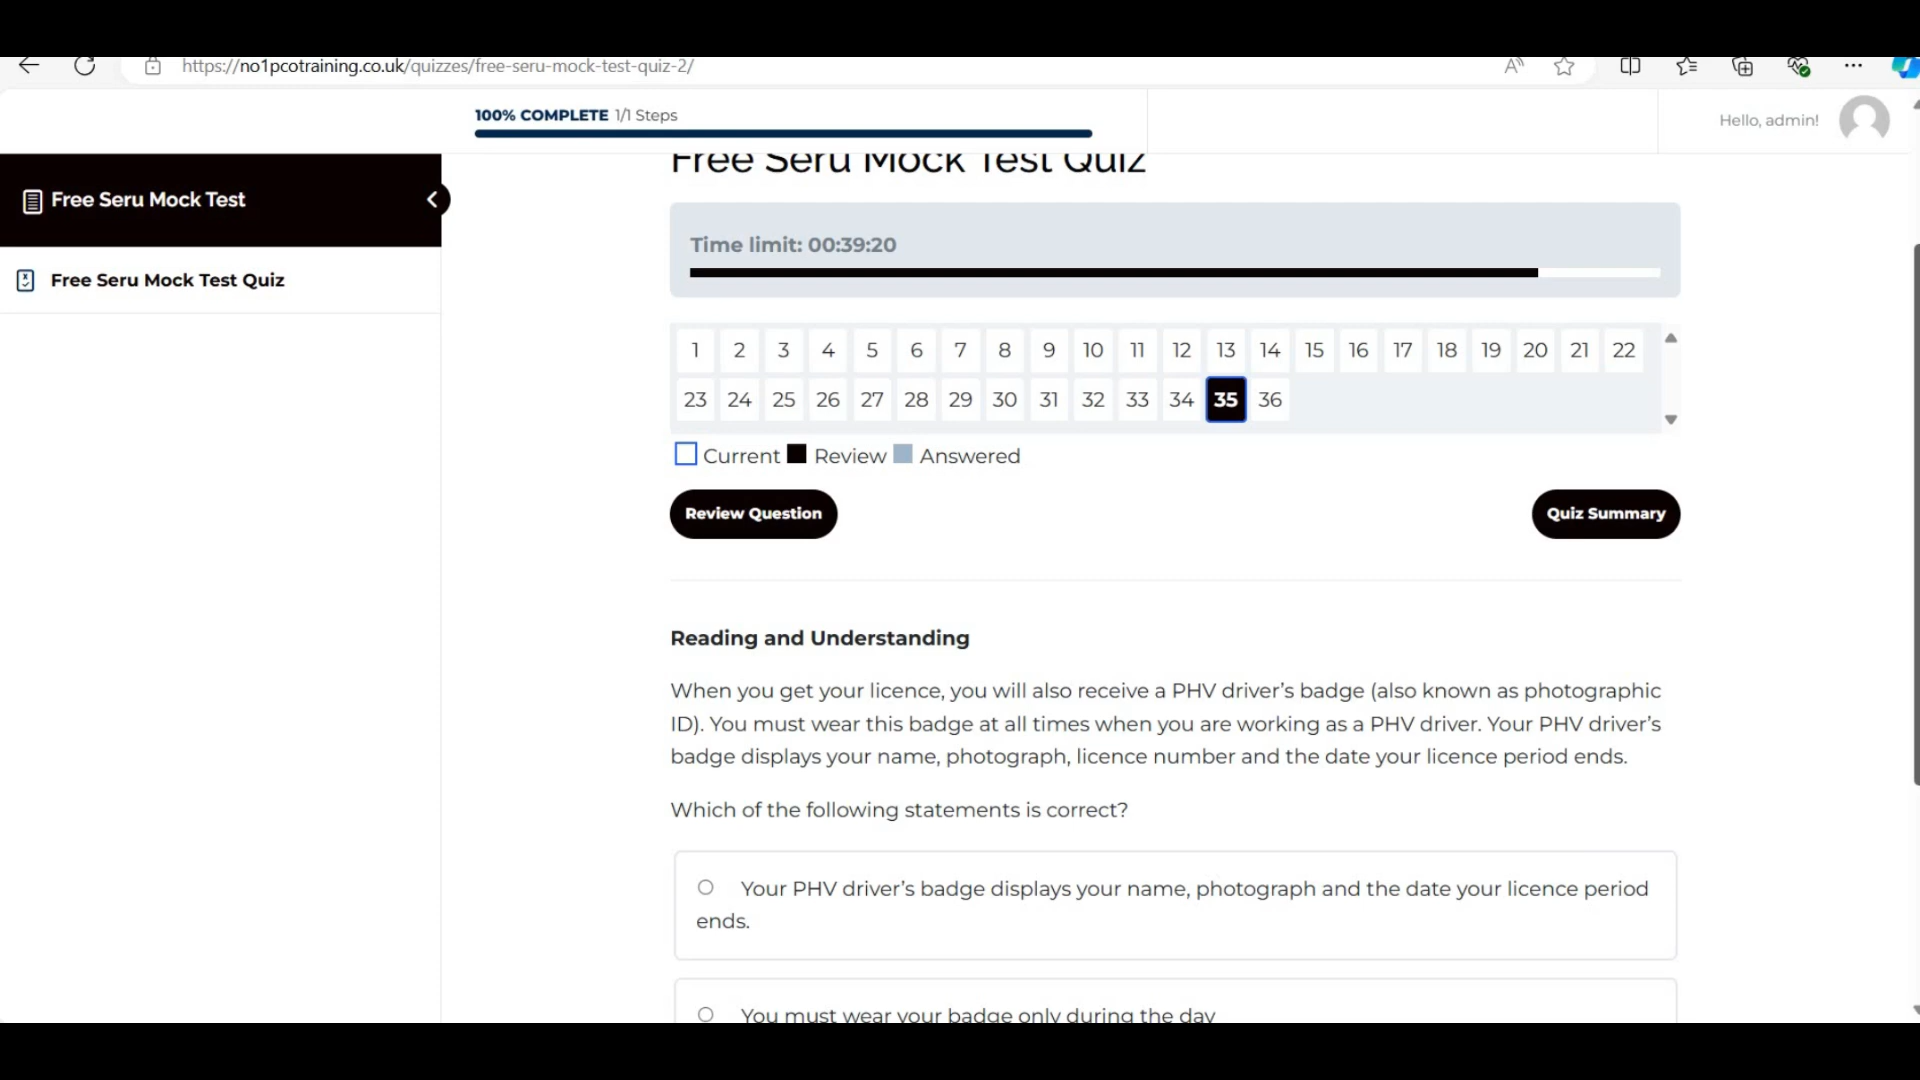 https://no1pcotraining.co.uk/quizzes/free-seru-mock-test-quiz-2/
100% COMPLETE 1/1 Steps
Hello, admin!
Free Seru Mock Test
Free Seru Mock Test Quiz
Free Seru Mock Test Quiz
Time limit: 00:39:20
1 2 3 4 5 6 7 8 9 10 11 12 13 14 15 16 17 18 19 20 21 22
23 24 25 26 27 28 29 30 31 32 33 34 35 36
Current Review Answered
Review Question
Quiz Summary
Reading and Understanding
When you get your licence, you will also receive a PHV driver’s badge (also known as photographic
ID). You must wear this badge at all times when you are working as a PHV driver. Your PHV driver’s
badge displays your name, photograph, licence number and the date your licence period ends.
Which of the following statements is correct?
Your PHV driver’s badge displays your name, photograph and the date your licence period
ends.
You must wear your badge only during the day